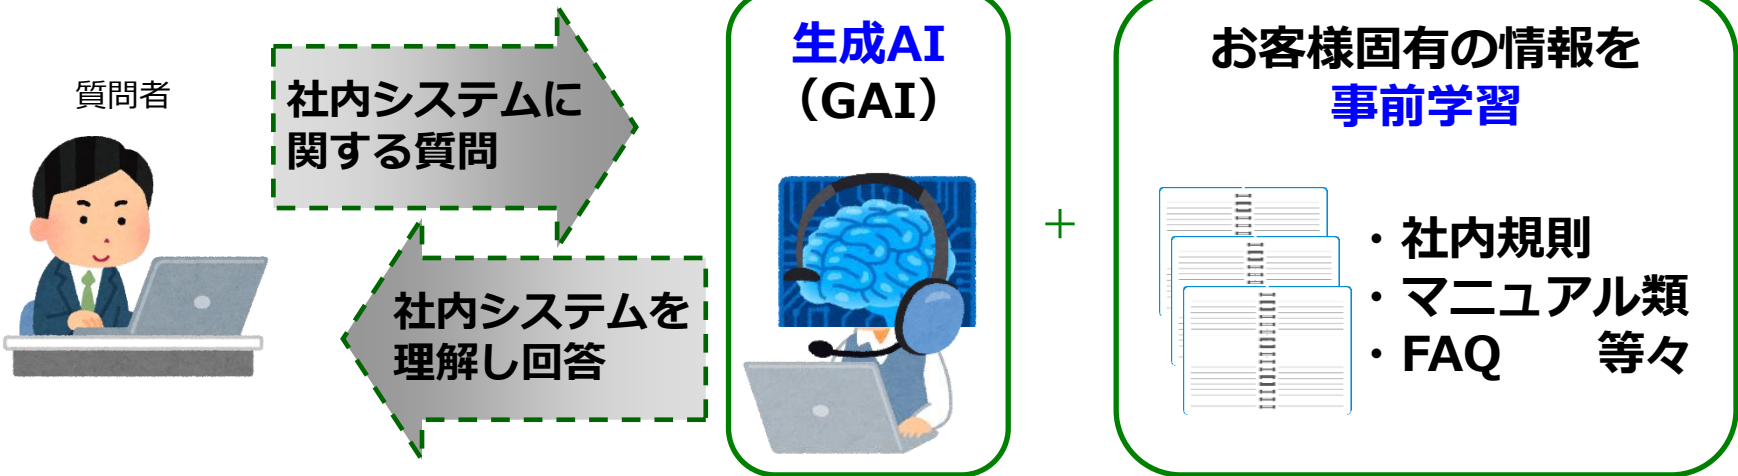 質問者
社内システムに
関する質問
社内システムを
理解し回答
生成AI
（GAI）
＋
お客様固有の情報を
事前学習
・社内規則
・マニュアル類
・FAQ　　等々